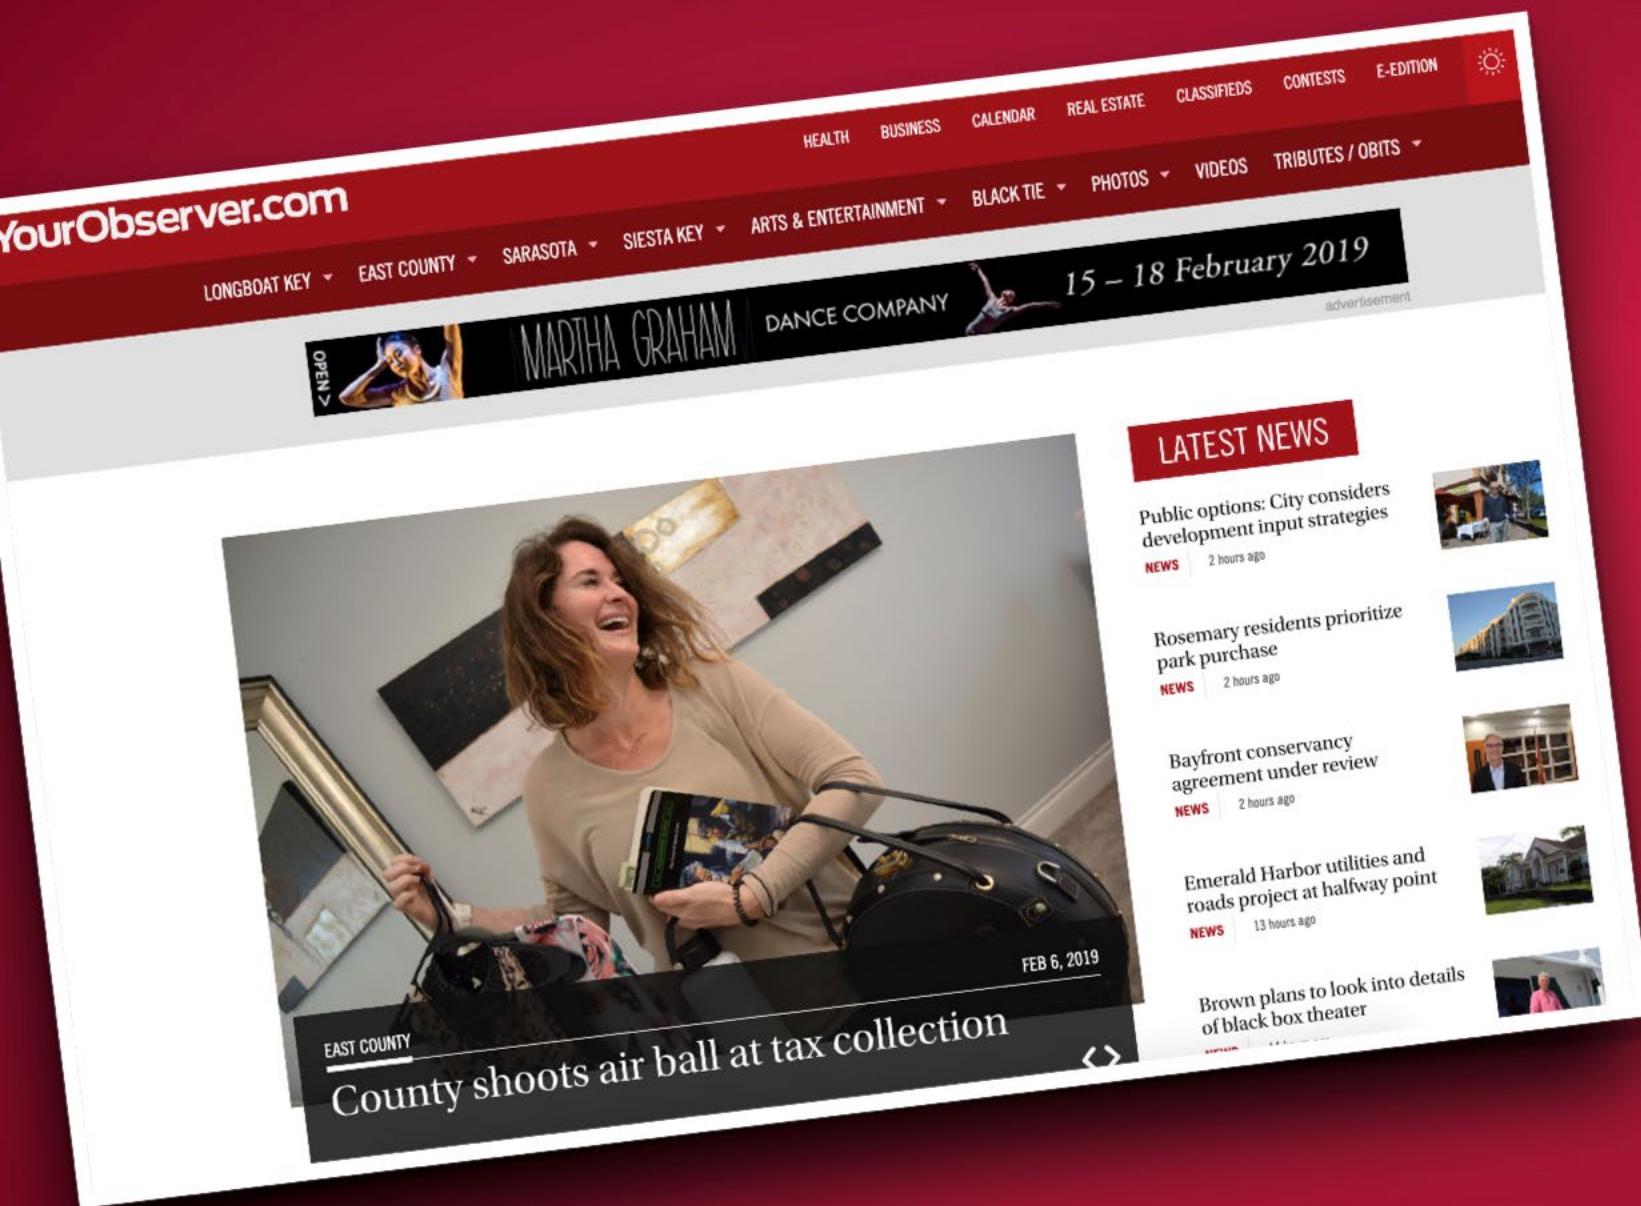 YourObserver.com
HEALTH BUSINESS CALENDAR REAL ESTATE CLASSIFIEDS CONTESTS E-EDITION
LONGBOAT KEY EAST COUNTY SARASOTA SIESTA KEY ARTS & ENTERTAINMENT BLACK TIE PHOTOS VIDEOS TRIBUTES / OBITS
OPEN >
MARTHA GRAHAM DANCE COMPANY 15 – 18 February 2019
advertisement
EAST COUNTY
FEB 6, 2019
County shoots air ball at tax collection
LATEST NEWS
Public options: City considers
development input strategies
NEWS 2 hours ago
Rosemary residents prioritize
park purchase
NEWS 2 hours ago
Bayfront conservancy
agreement under review
NEWS 2 hours ago
Emerald Harbor utilities and
roads project at halfway point
NEWS 13 hours ago
Brown plans to look into details
of black box theater